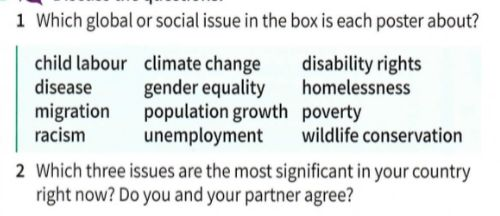 1 Which global or social issue in the box is each poster about?
child labour climate change disability rights
disease gender equality homelessness
migration population growth poverty
racism unemployment wildlife conservation
2 Which three issues are the most significant in your country
right now? Do you and your partner agree?